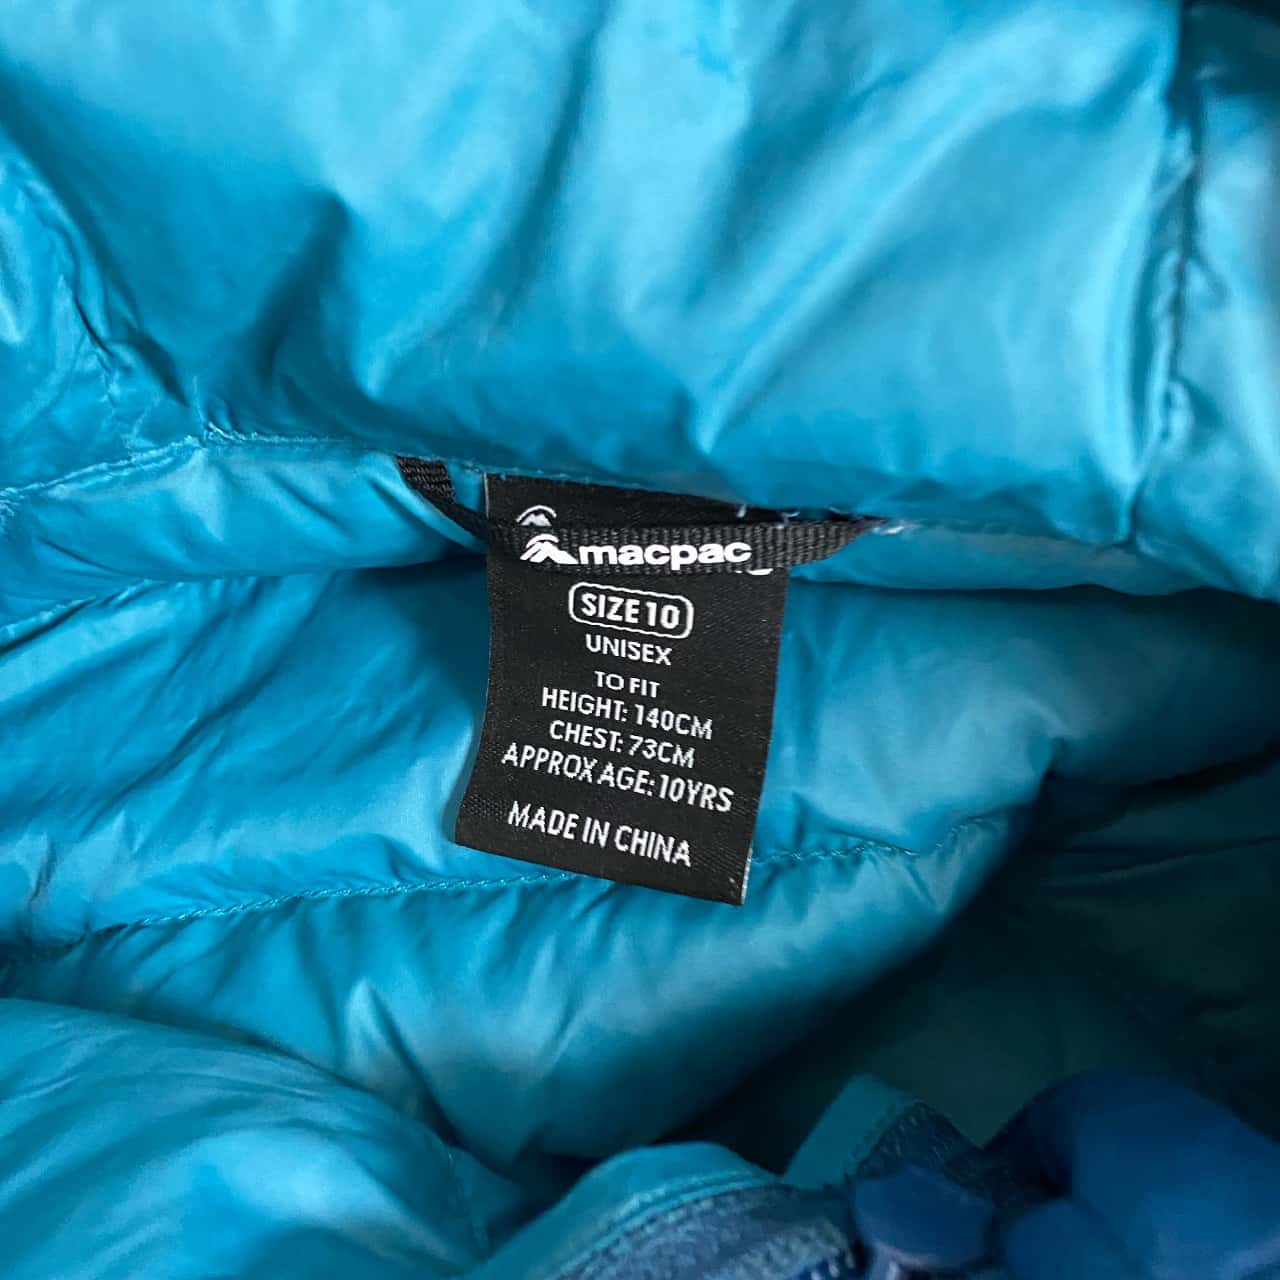 macpac
SIZE 10
UNISEX
TO FIT
HEIGHT: 140CM
CHEST: 73CM
APPROX AGE: 10YRS
MADE IN CHINA